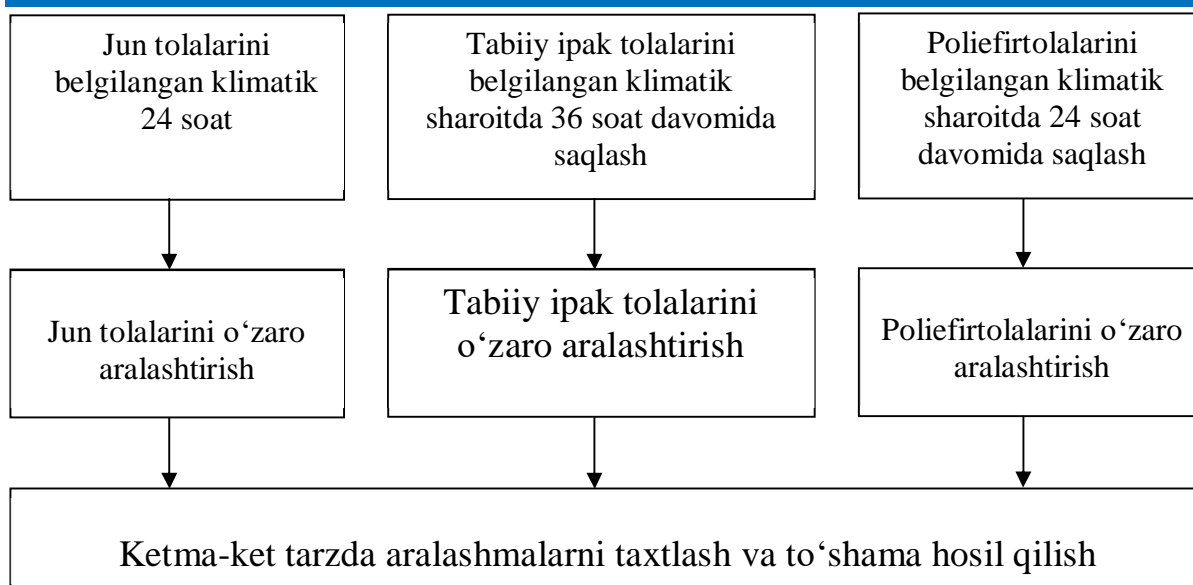 Jun tolalarini
belgilangan klimatik
24 soat
Tabiiy ipak tolalarini
belgilangan klimatik
sharoitda 36 soat davomida
saqlash
Poliefirtolalarini
belgilangan klimatik
sharoitda 24 soat
davomida saqlash
Jun tolalarini o‘zaro
aralashtirish
Tabiiy ipak tolalarini
o‘zaro aralashtirish
Poliefirtolalarini o‘zaro
aralashtirish
Ketma-ket tarzda aralashmalarni taxtlash va to‘shama hosil qilish